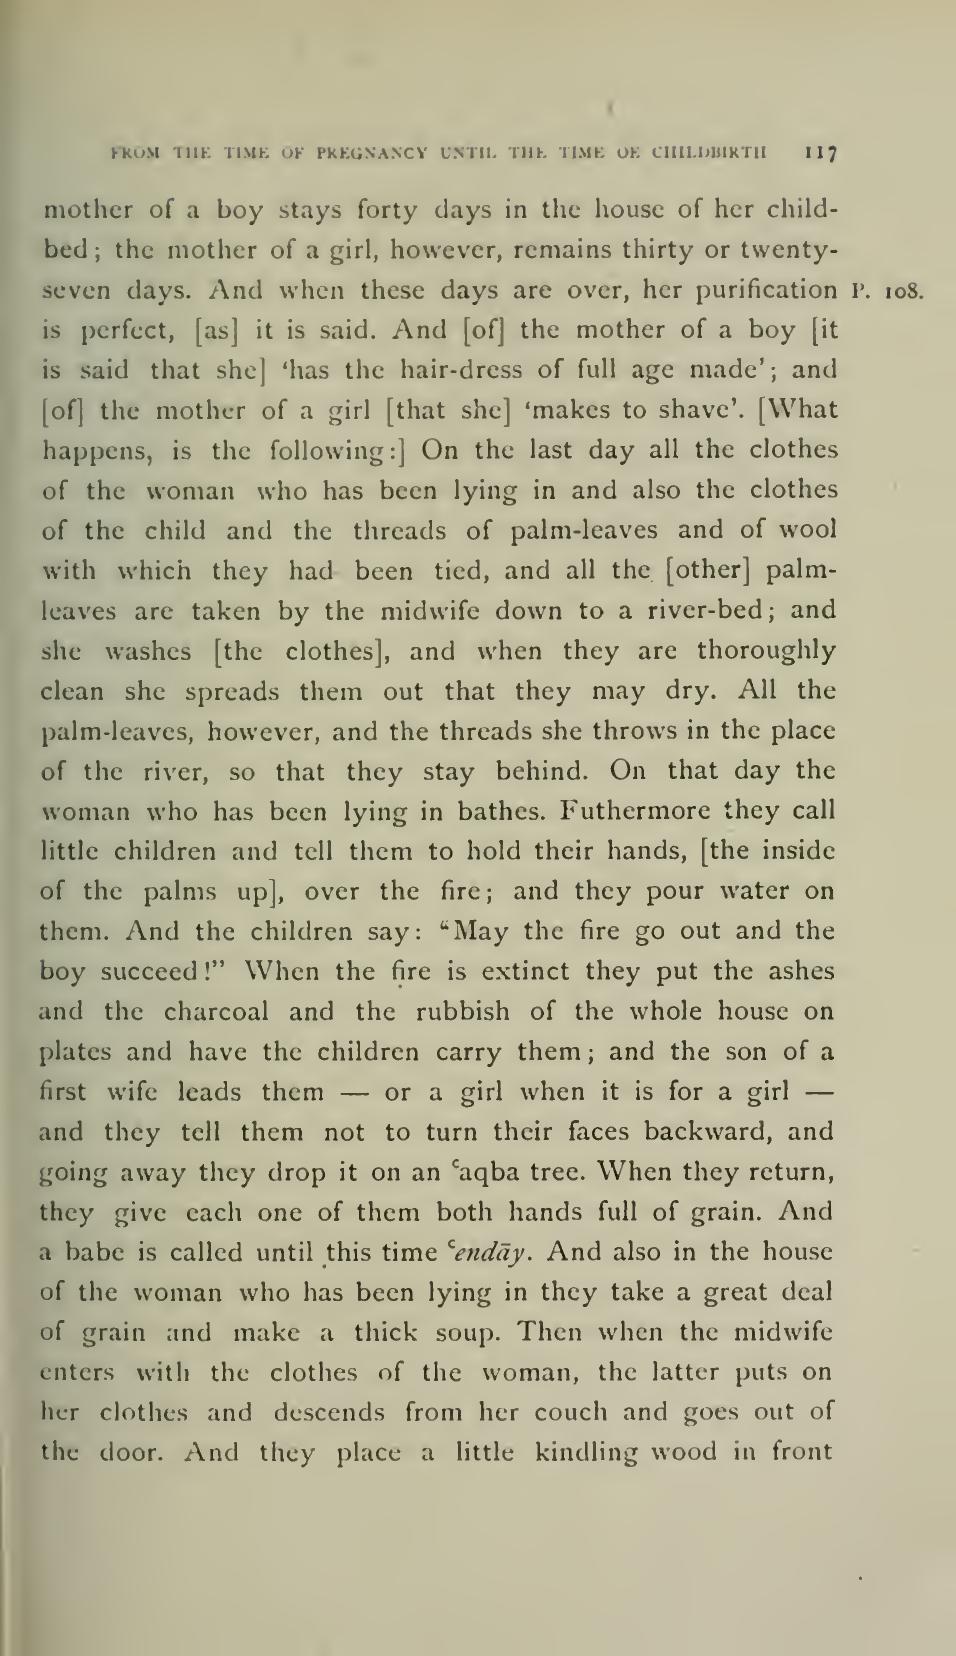 FROM THE TIME OF PREGNANCY UNTIL THE TIME OF CHILDBIRTH 117
mother of a boy stays forty days in the house of her child-
bed; the mother of a girl, however, remains thirty or twenty-
seven days. And when these days are over, her purification P. 108.
is perfect, [as] it is said. And [of] the mother of a boy [it
is said that she] ‘has the hair-dress of full age made’; and
[of] the mother of a girl [that she] ‘makes to shave’. [What
happens, is the following:] On the last day all the clothes
of the woman who has been lying in and also the clothes
of the child and the threads of palm-leaves and of wool
with which they had been tied, and all the [other] palm-
leaves are taken by the midwife down to a river-bed; and
she washes [the clothes], and when they are thoroughly
clean she spreads them out that they may dry. All the
palm-leaves, however, and the threads she throws in the place
of the river, so that they stay behind. On that day the
woman who has been lying in bathes. Futhermore they call
little children and tell them to hold their hands, [the inside
of the palms up], over the fire; and they pour water on
them. And the children say: “May the fire go out and the
boy succeed!” When the fire is extinct they put the ashes
and the charcoal and the rubbish of the whole house on
plates and have the children carry them; and the son of a
first wife leads them — or a girl when it is for a girl —
and they tell them not to turn their faces backward, and
going away they drop it on an ʿaqba tree. When they return,
they give each one of them both hands full of grain. And
a babe is called until this time ʿendāy. And also in the house
of the woman who has been lying in they take a great deal
of grain and make a thick soup. Then when the midwife
enters with the clothes of the woman, the latter puts on
her clothes and descends from her couch and goes out of
the door. And they place a little kindling wood in front